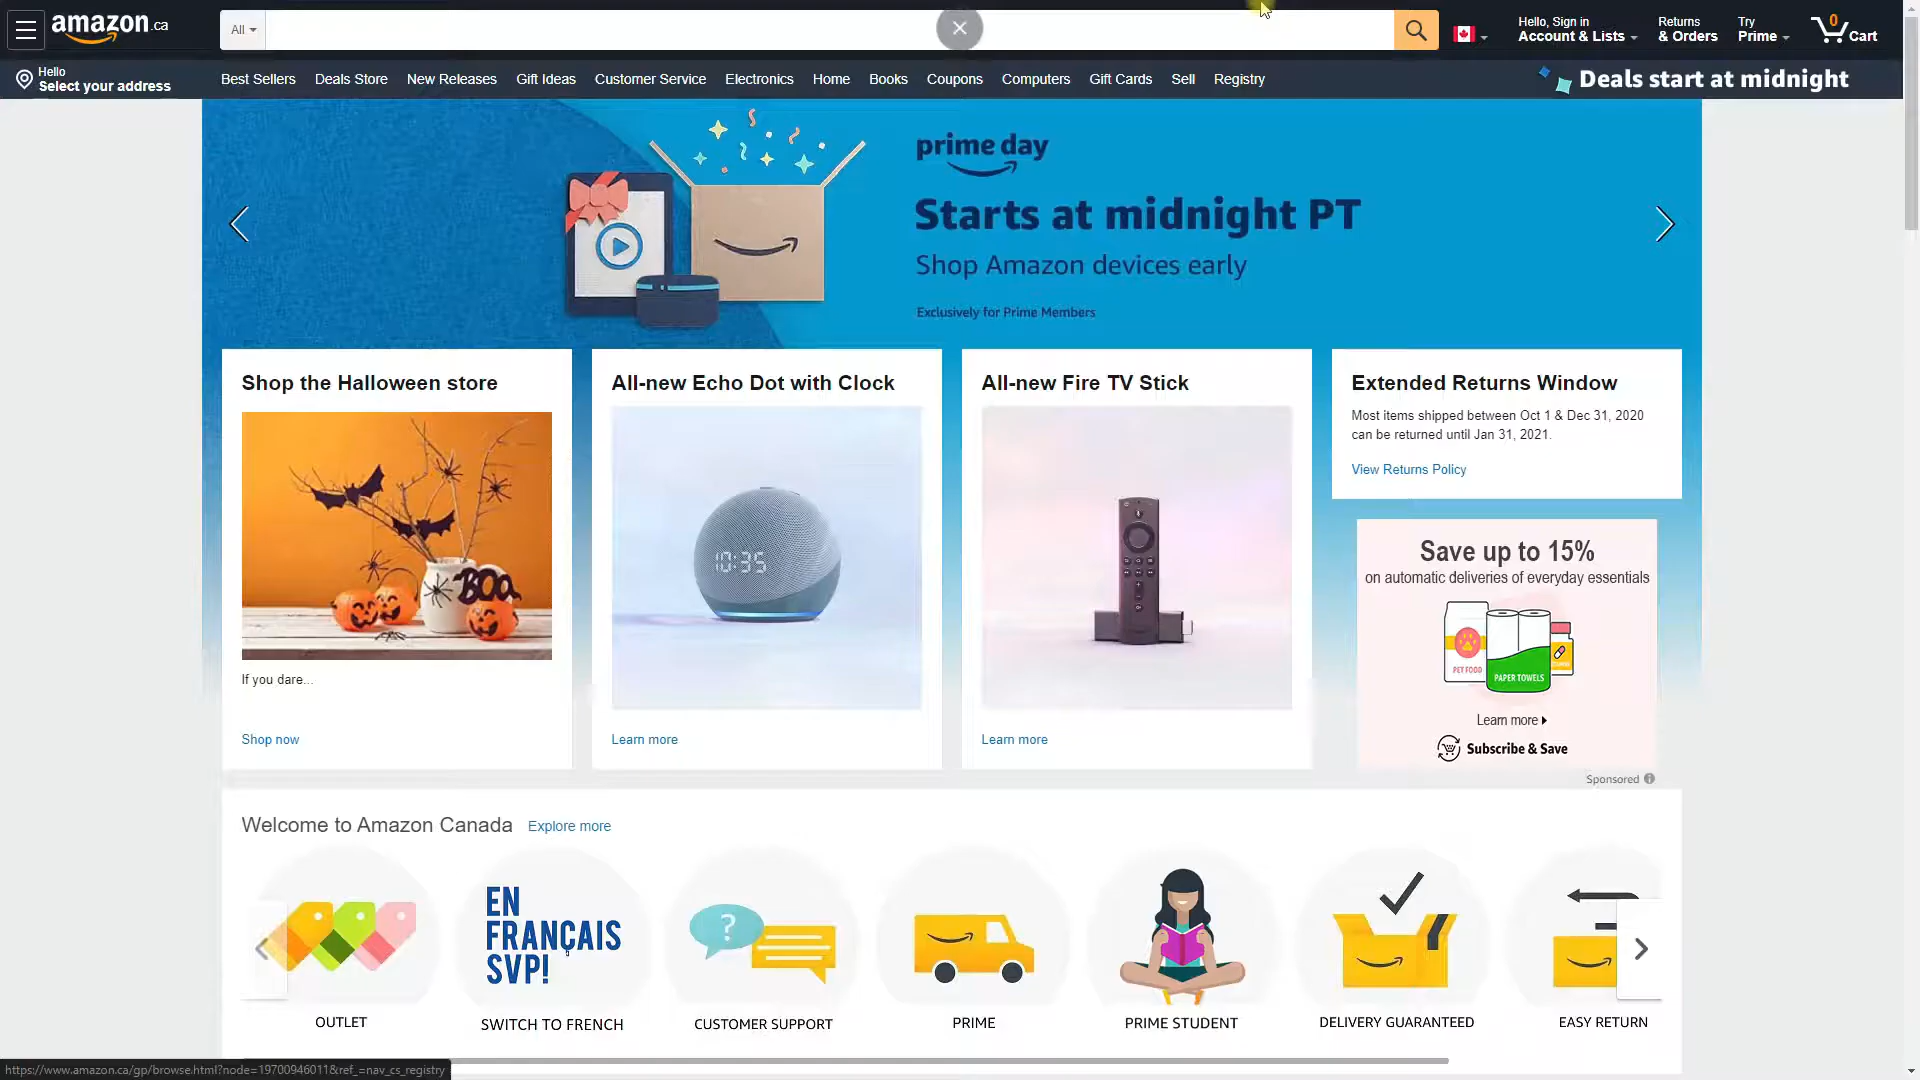 amazon.ca
All
Hello, Sign in
Account & Lists
Returns
& Orders
Try
Prime
0
Cart
Hello
Select your address
Best Sellers
Deals Store
New Releases
Gift Ideas
Customer Service
Electronics
Home
Books
Coupons
Computers
Gift Cards
Sell
Registry
Deals start at midnight
prime day
Starts at midnight PT
Shop Amazon devices early
Exclusively for Prime Members
Shop the Halloween store
BOO
If you dare...
Shop now
All-new Echo Dot with Clock
10:35
Learn more
All-new Fire TV Stick
Learn more
Extended Returns Window
Most items shipped between Oct 1 & Dec 31, 2020
can be returned until Jan 31, 2021.
View Returns Policy
Save up to 15%
on automatic deliveries of everyday essentials
PET FOOD
PAPER TOWELS
Learn more
Subscribe & Save
Sponsored
Welcome to Amazon Canada
Explore more
EN
FRANÇAIS
SVP!
?
OUTLET
SWITCH TO FRENCH
CUSTOMER SUPPORT
PRIME
PRIME STUDENT
DELIVERY GUARANTEED
EASY RETURN
https://www.amazon.ca/gp/browse.html?node=19700946011&ref_=nav_cs_registry